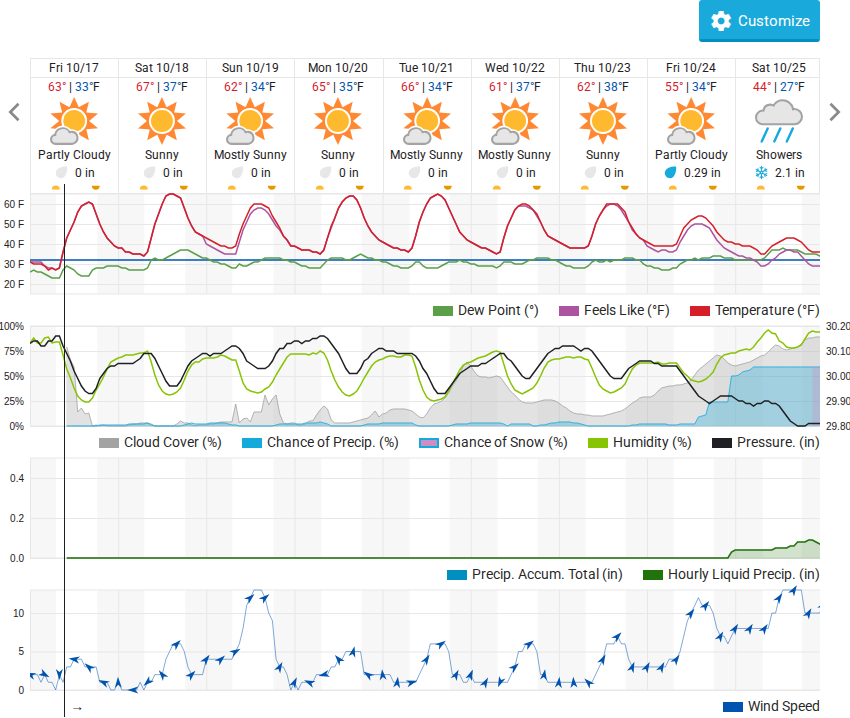 Customize
Fri 10/17 Sat 10/18 Sun 10/19 Mon 10/20 Tue 10/21 Wed 10/22 Thu 10/23 Fri 10/24 Sat 10/25
63° | 33°F 67° | 37°F 62° | 34°F 65° | 35°F 66° | 34°F 61° | 37°F 62° | 38°F 55° | 34°F 44° | 27°F
Partly Cloudy Sunny Mostly Sunny Sunny Mostly Sunny Mostly Sunny Sunny Partly Cloudy Showers
0 in 0 in 0 in 0 in 0 in 0 in 0 in 0.29 in 2.1 in
60 F
50 F
40 F
30 F
20 F
Dew Point (°) Feels Like (°F) Temperature (°F)
100% 30.20
75% 30.10
50% 30.00
25% 29.90
0% 29.80
Cloud Cover (%) Chance of Precip. (%) Chance of Snow (%) Humidity (%) Pressure. (in)
0.4
0.2
0.0
Precip. Accum. Total (in) Hourly Liquid Precip. (in)
10
5
0
→ Wind Speed